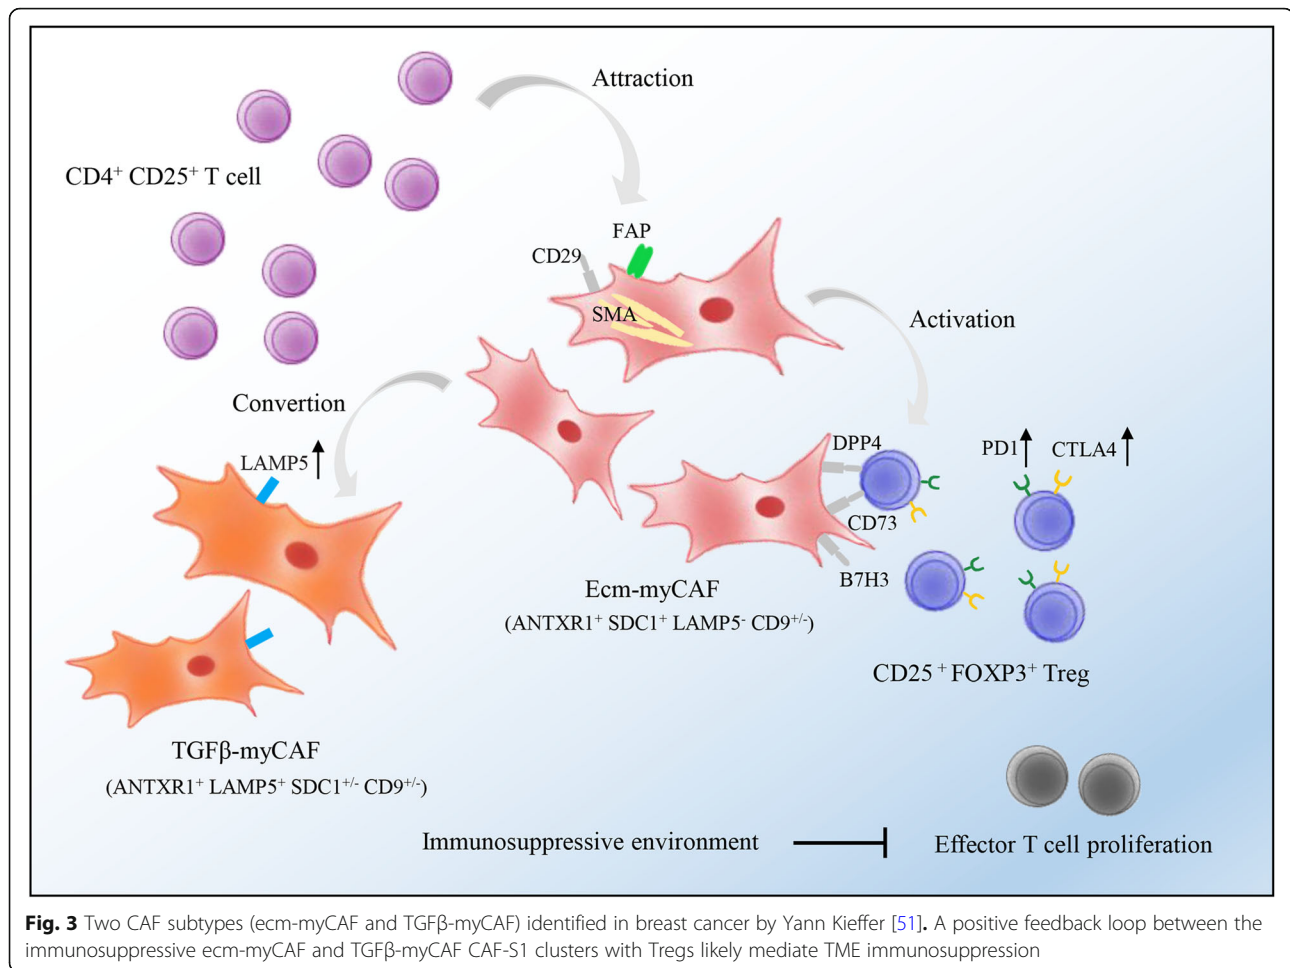 Attraction
CD4⁺ CD25⁺ T cell
FAP
CD29
SMA
Activation
Convertion
LAMP5
DPP4
PD1
CTLA4
CD73
B7H3
Ecm-myCAF
(ANTXR1⁺ SDC1⁺ LAMP5⁻ CD9⁺/⁻)
CD25 ⁺ FOXP3⁺ Treg
TGFβ-myCAF
(ANTXR1⁺ LAMP5⁺ SDC1⁺/⁻ CD9⁺/⁻)
Immunosuppressive environment
Effector T cell proliferation
Fig. 3 Two CAF subtypes (ecm-myCAF and TGFβ-myCAF) identified in breast cancer by Yann Kieffer [51]. A positive feedback loop between the
immunosuppressive ecm-myCAF and TGFβ-myCAF CAF-S1 clusters with Tregs likely mediate TME immunosuppression